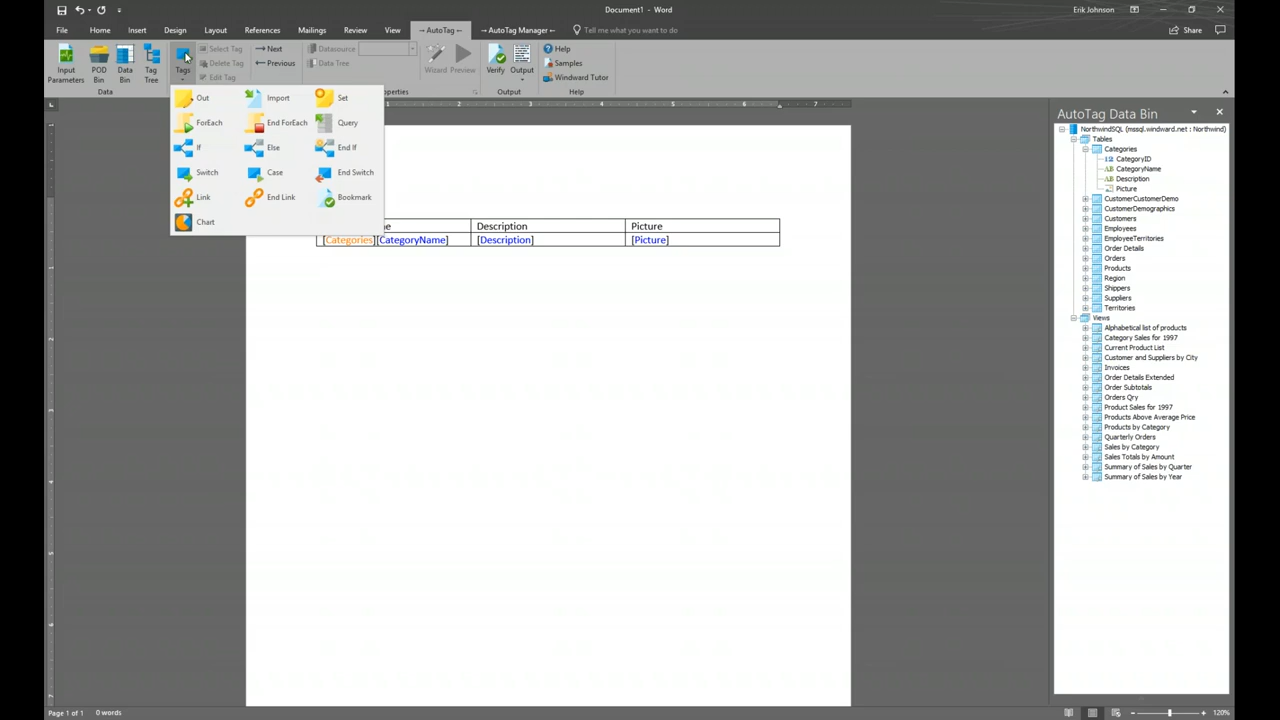 Document1 - Word
Erik Johnson
File Home Insert Design Layout References Mailings Review View → AutoTag ← → AutoTag Manager ← Tell me what you want to do
Share
Input Parameters
POD Bin
Data Bin
Tag Tree
Data
Tags
Select Tag
Delete Tag
Edit Tag
Next
Previous
Datasource
Data Tree
Wizard
Preview
Verify
Output
Output
Help
Samples
Windward Tutor
Help
Out Import Set
ForEach End ForEach Query
If Else End If
Switch Case End Switch
Link End Link Bookmark
Chart
1 2 3 4 5 6 7
Description Picture
[Categories][CategoryName] [Description] [Picture]
AutoTag Data Bin
NorthwindSQL (mssql.windward.net : Northwind)
Tables
Categories
CategoryID
CategoryName
Description
Picture
CustomerCustomerDemo
CustomerDemographics
Customers
Employees
EmployeeTerritories
Order Details
Orders
Products
Region
Shippers
Suppliers
Territories
Views
Alphabetical list of products
Category Sales for 1997
Current Product List
Customer and Suppliers by City
Invoices
Order Details Extended
Order Subtotals
Orders Qry
Product Sales for 1997
Products Above Average Price
Products by Category
Quarterly Orders
Sales by Category
Sales Totals by Amount
Summary of Sales by Quarter
Summary of Sales by Year
Page 1 of 1 0 words
120%